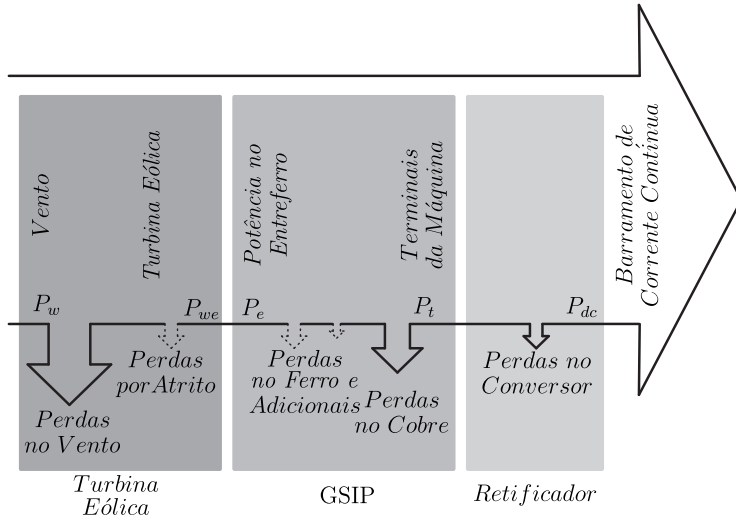 Vento
Turbina Eólica
Potência no
Entreferro
Terminais
da Máquina
Barramento de
Corrente Contínua
P_w
P_we
P_e
P_t
P_dc
Perdas
no Vento
Perdas
por Atrito
Perdas
no Ferro e
Adicionais
Perdas
no Cobre
Perdas no
Conversor
Turbina
Eólica
GSIP
Retificador